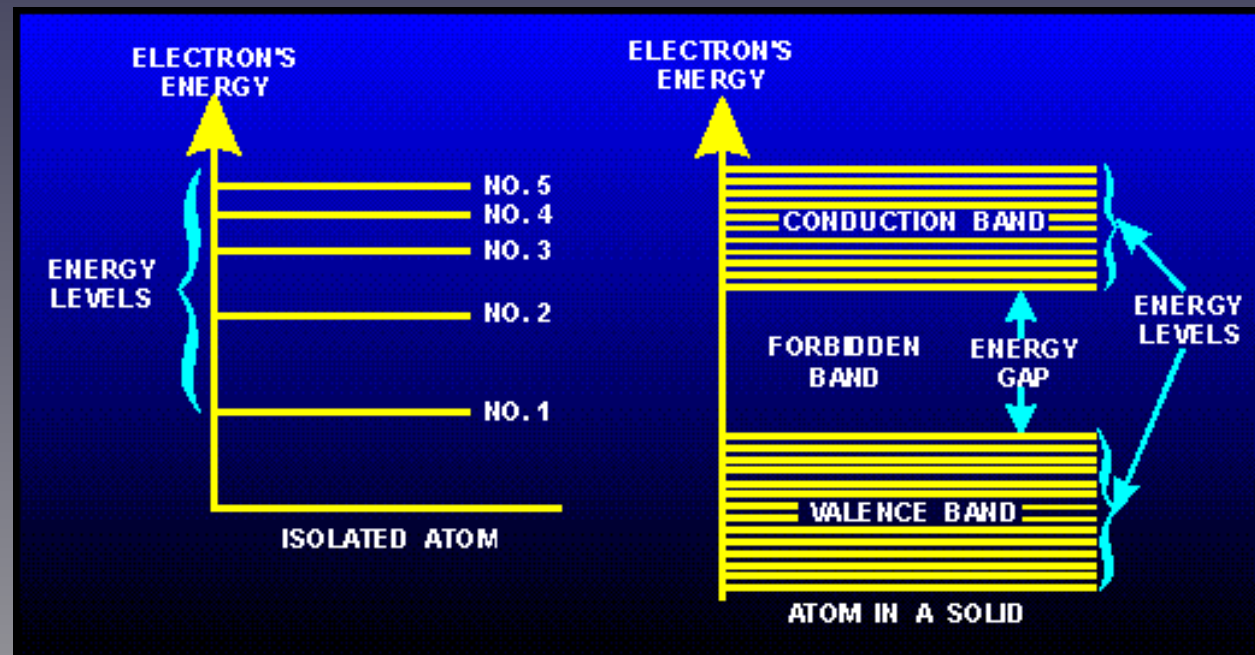 ELECTRON'S
ENERGY
NO.5
NO.4
NO.3
NO.2
NO.1
ENERGY
LEVELS
ISOLATED ATOM
ELECTRON'S
ENERGY
CONDUCTION BAND
FORBIDDEN
BAND
ENERGY
GAP
VALENCE BAND
ENERGY
LEVELS
ATOM IN A SOLID